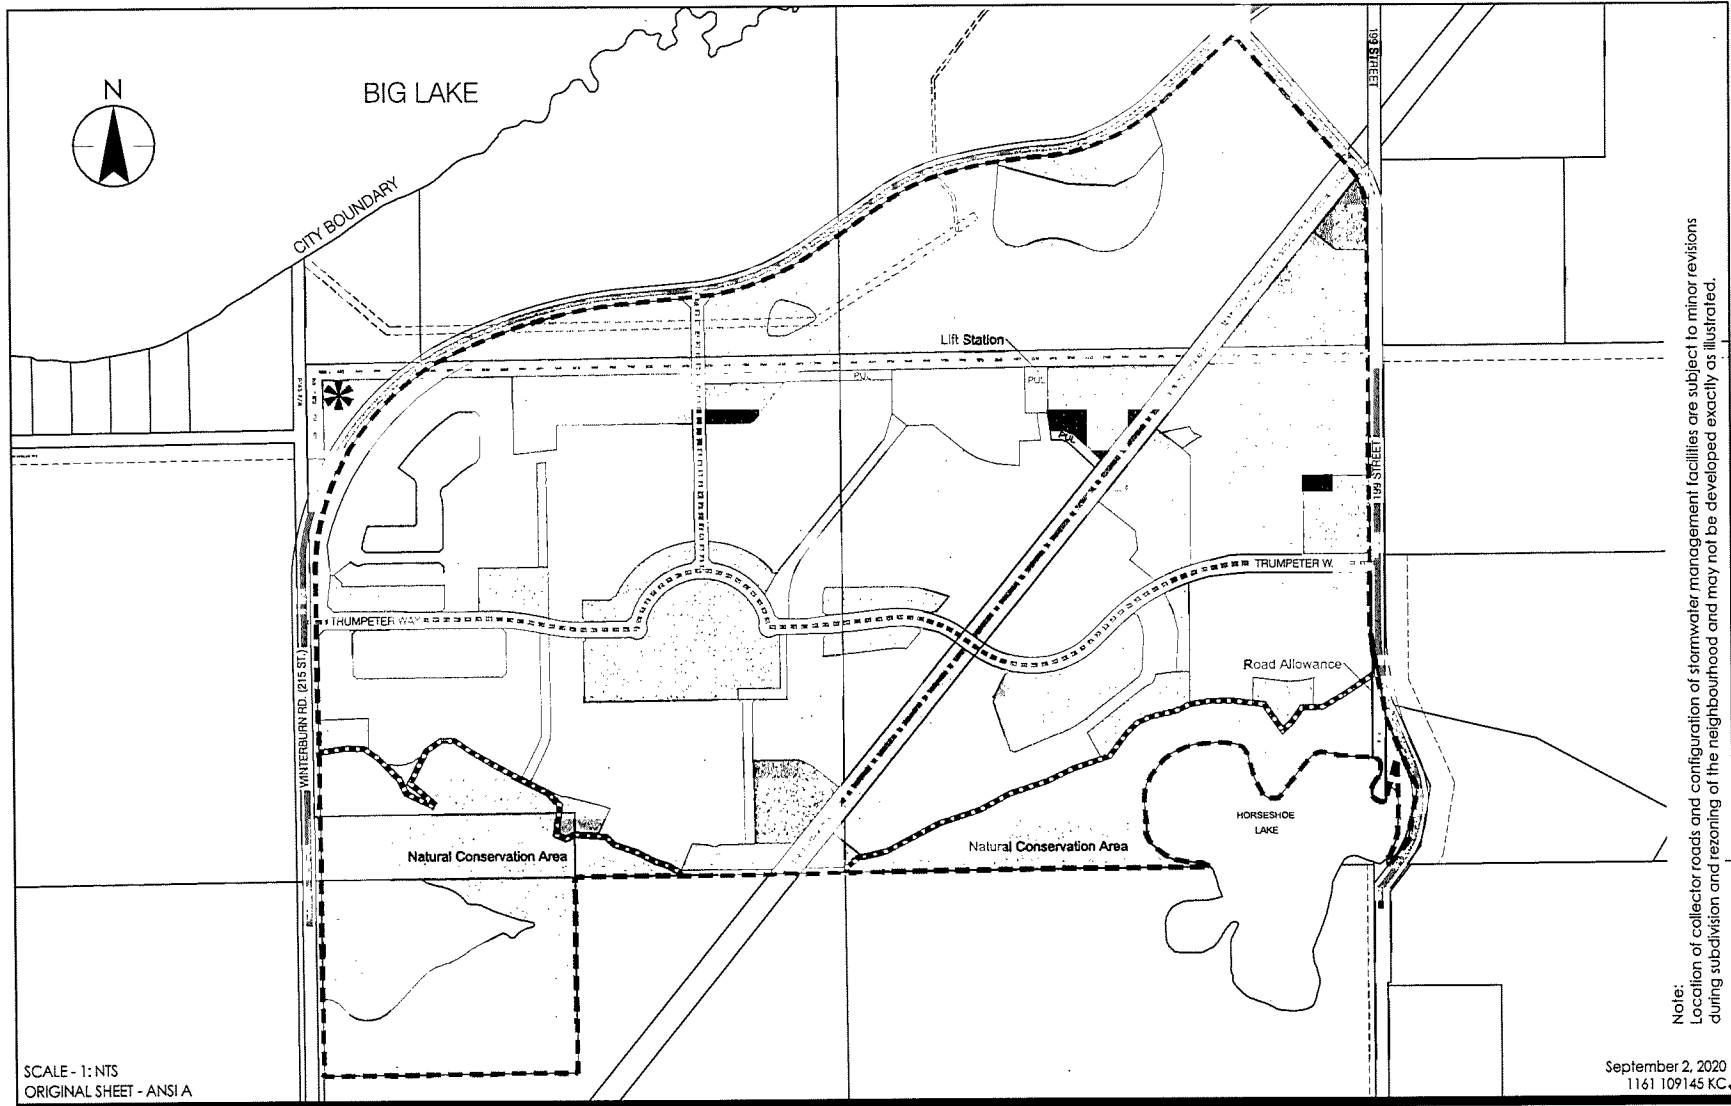 N
BIG LAKE
199 STREET
CITY BOUNDARY
Lift Station
PUL
PUL
PUL
199 STREET
TRUMPETER W.
TRUMPETER WAY
WINTERBURN RD. (215 ST.)
Road Allowance
HORSESHOE
LAKE
Natural Conservation Area
Natural Conservation Area
Note:
Location of collector roads and configuration of stormwater management facilities are subject to minor revisions
during subdivision and rezoning of the neighbourhood and may not be developed exactly as illustrated.
SCALE - 1: NTS
ORIGINAL SHEET - ANSI A
September 2, 2020
1161 109145 KC